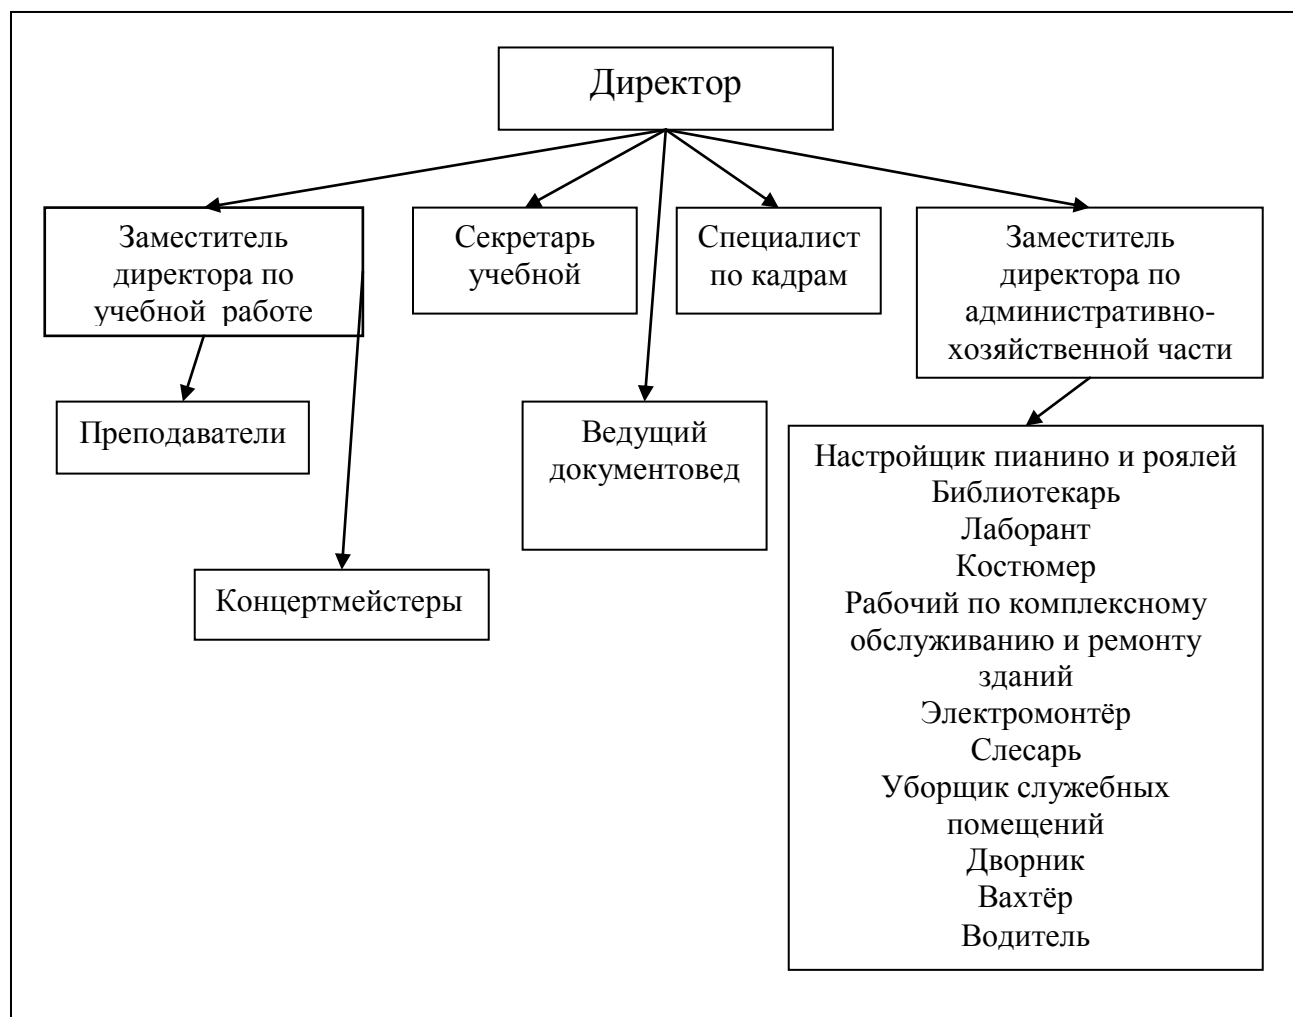 Директор
Заместитель
директора по
учебной работе
Секретарь
учебной
Специалист
по кадрам
Заместитель
директора по
административно-
хозяйственной части
Преподаватели
Ведущий
документовед
Концертмейстеры
Настройщик пианино и роялей
Библиотекарь
Лаборант
Костюмер
Рабочий по комплексному
обслуживанию и ремонту
зданий
Электромонтёр
Слесарь
Уборщик служебных
помещений
Дворник
Вахтёр
Водитель